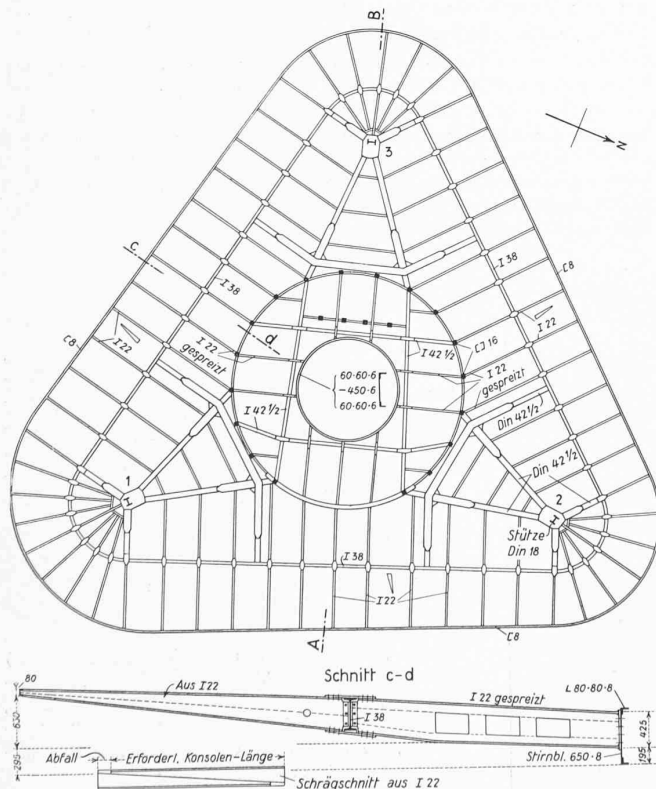 B
N
3
C
I 38
I 38
C8
I 22
C8
I 22
I 22
gespreizt
d
C] 16
I 42 1/2
I 22
gespreizt
60·60·6
-450·6
60·60·6
I 42 1/2
Din 42 1/2
Din 42 1/2
1
2
Stütze
Din 18
I 38
I 22
A
C8
Schnitt c-d
80
Aus I 22
I 22 gespreizt
L 80·80·8
I 38
630
425
Abfall
Erforderl. Konsolen-Länge
Stirnbl. 650·8
195
295
Schrägschnitt aus I 22